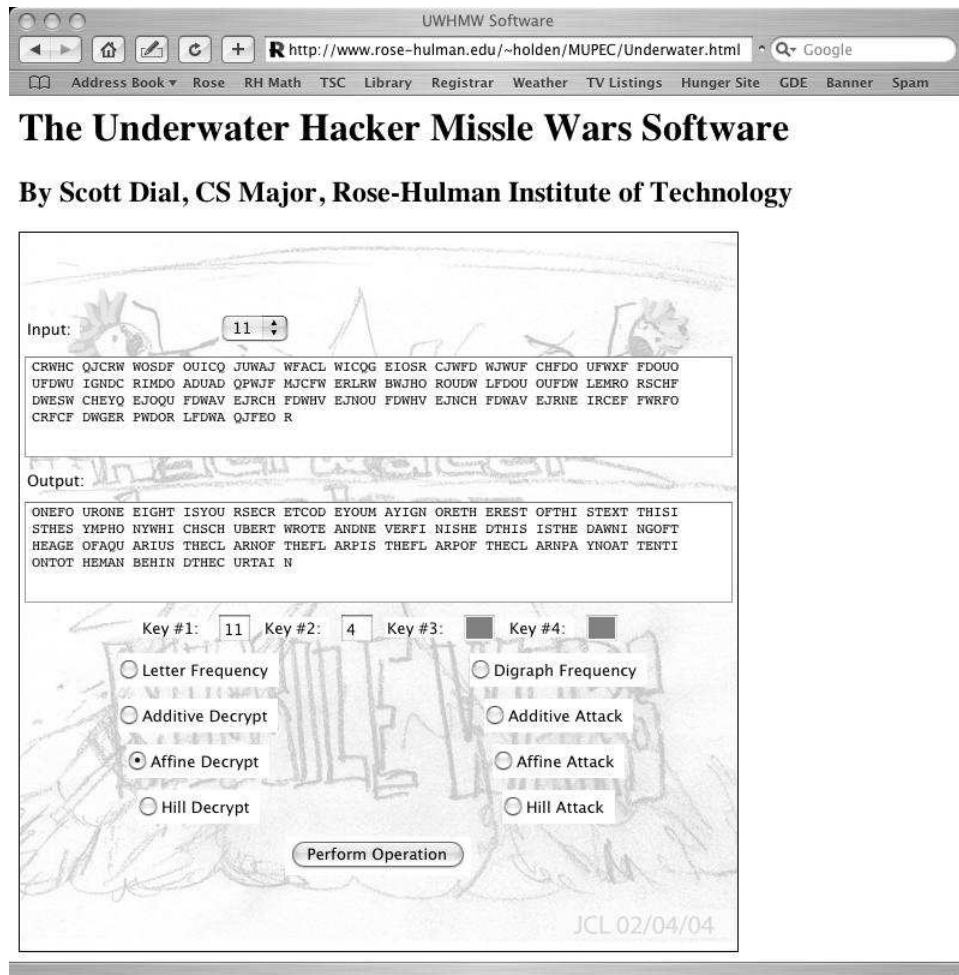 UWHMW Software
http://www.rose-hulman.edu/~holden/MUPEC/Underwater.html Google
Address Book Rose RH Math TSC Library Registrar Weather TV Listings Hunger Site GDE Banner Spam
The Underwater Hacker Missle Wars Software
By Scott Dial, CS Major, Rose-Hulman Institute of Technology
Input: 11
CRWHC QJCRW WOSDF OUICQ JUWAJ WFACL WICQG EIOSR CJWFD WJWUF CHFDO UFWXF FDOUO
UFDWU IGNDC RIMDO ADUAD QPWJF MJCFW ERLRW BWJHO ROUDW LFDOU OUFDW LEMRO RSCHF
DWESW CHEYQ EJOQU FDWAV EJRCH FDWHV EJNOU FDWHV EJNCH FDWAV EJRNE IRCEF FWRFO
CRFCF DWGER PWDOR LFDWA QJFEO R
Output:
ONEFO URONE EIGHT ISYOU RSECR ETCOD EYOUM AYIGN ORETH EREST OFTHI STEXT THISI
STHES YMPHO NYWHI CHSCH UBERT WROTE ANDNE VERFI NISHE DTHIS ISTHE DAWNI NGOFT
HEAGE OFAQU ARIUS THECL ARNOF THEFL ARPIS THEFL ARPOF THECL ARNPA YNOAT TENTI
ONTOT HEMAN BEHIN DTHEC URTAI N
Key #1: 11 Key #2: 4 Key #3: Key #4:
Letter Frequency Digraph Frequency
Additive Decrypt Additive Attack
Affine Decrypt Affine Attack
Hill Decrypt Hill Attack
Perform Operation
JCL 02/04/04